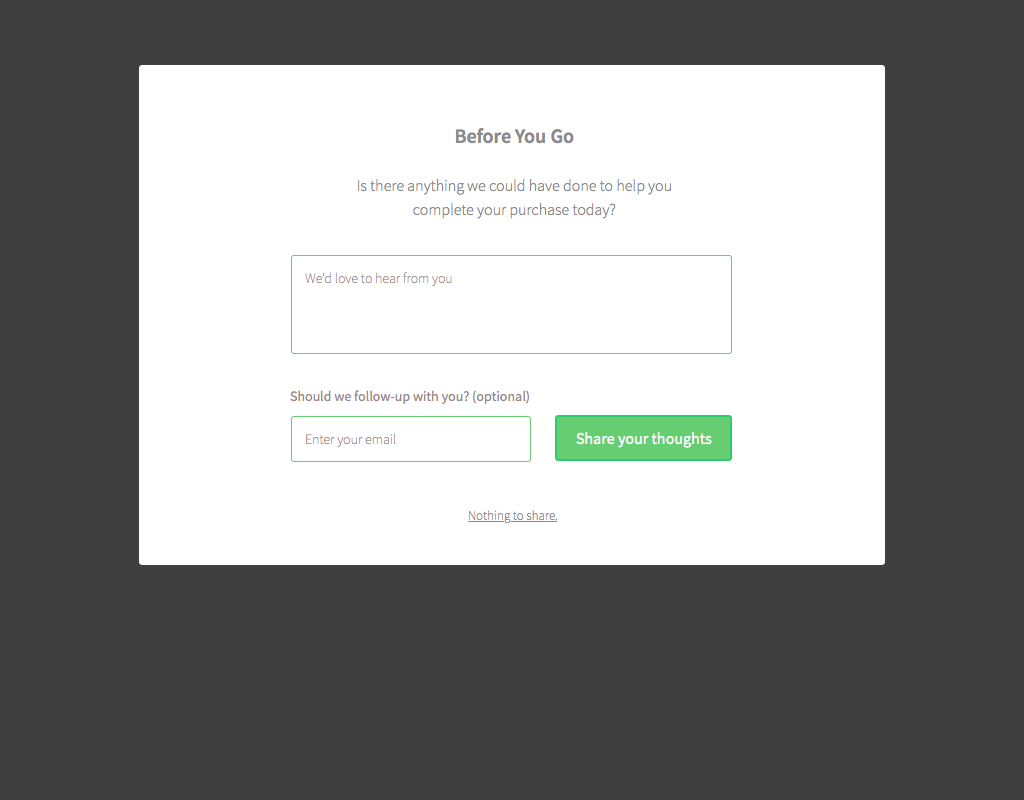 Before You Go
Is there anything we could have done to help you
complete your purchase today?
We'd love to hear from you
Should we follow-up with you? (optional)
Enter your email
Share your thoughts
Nothing to share.